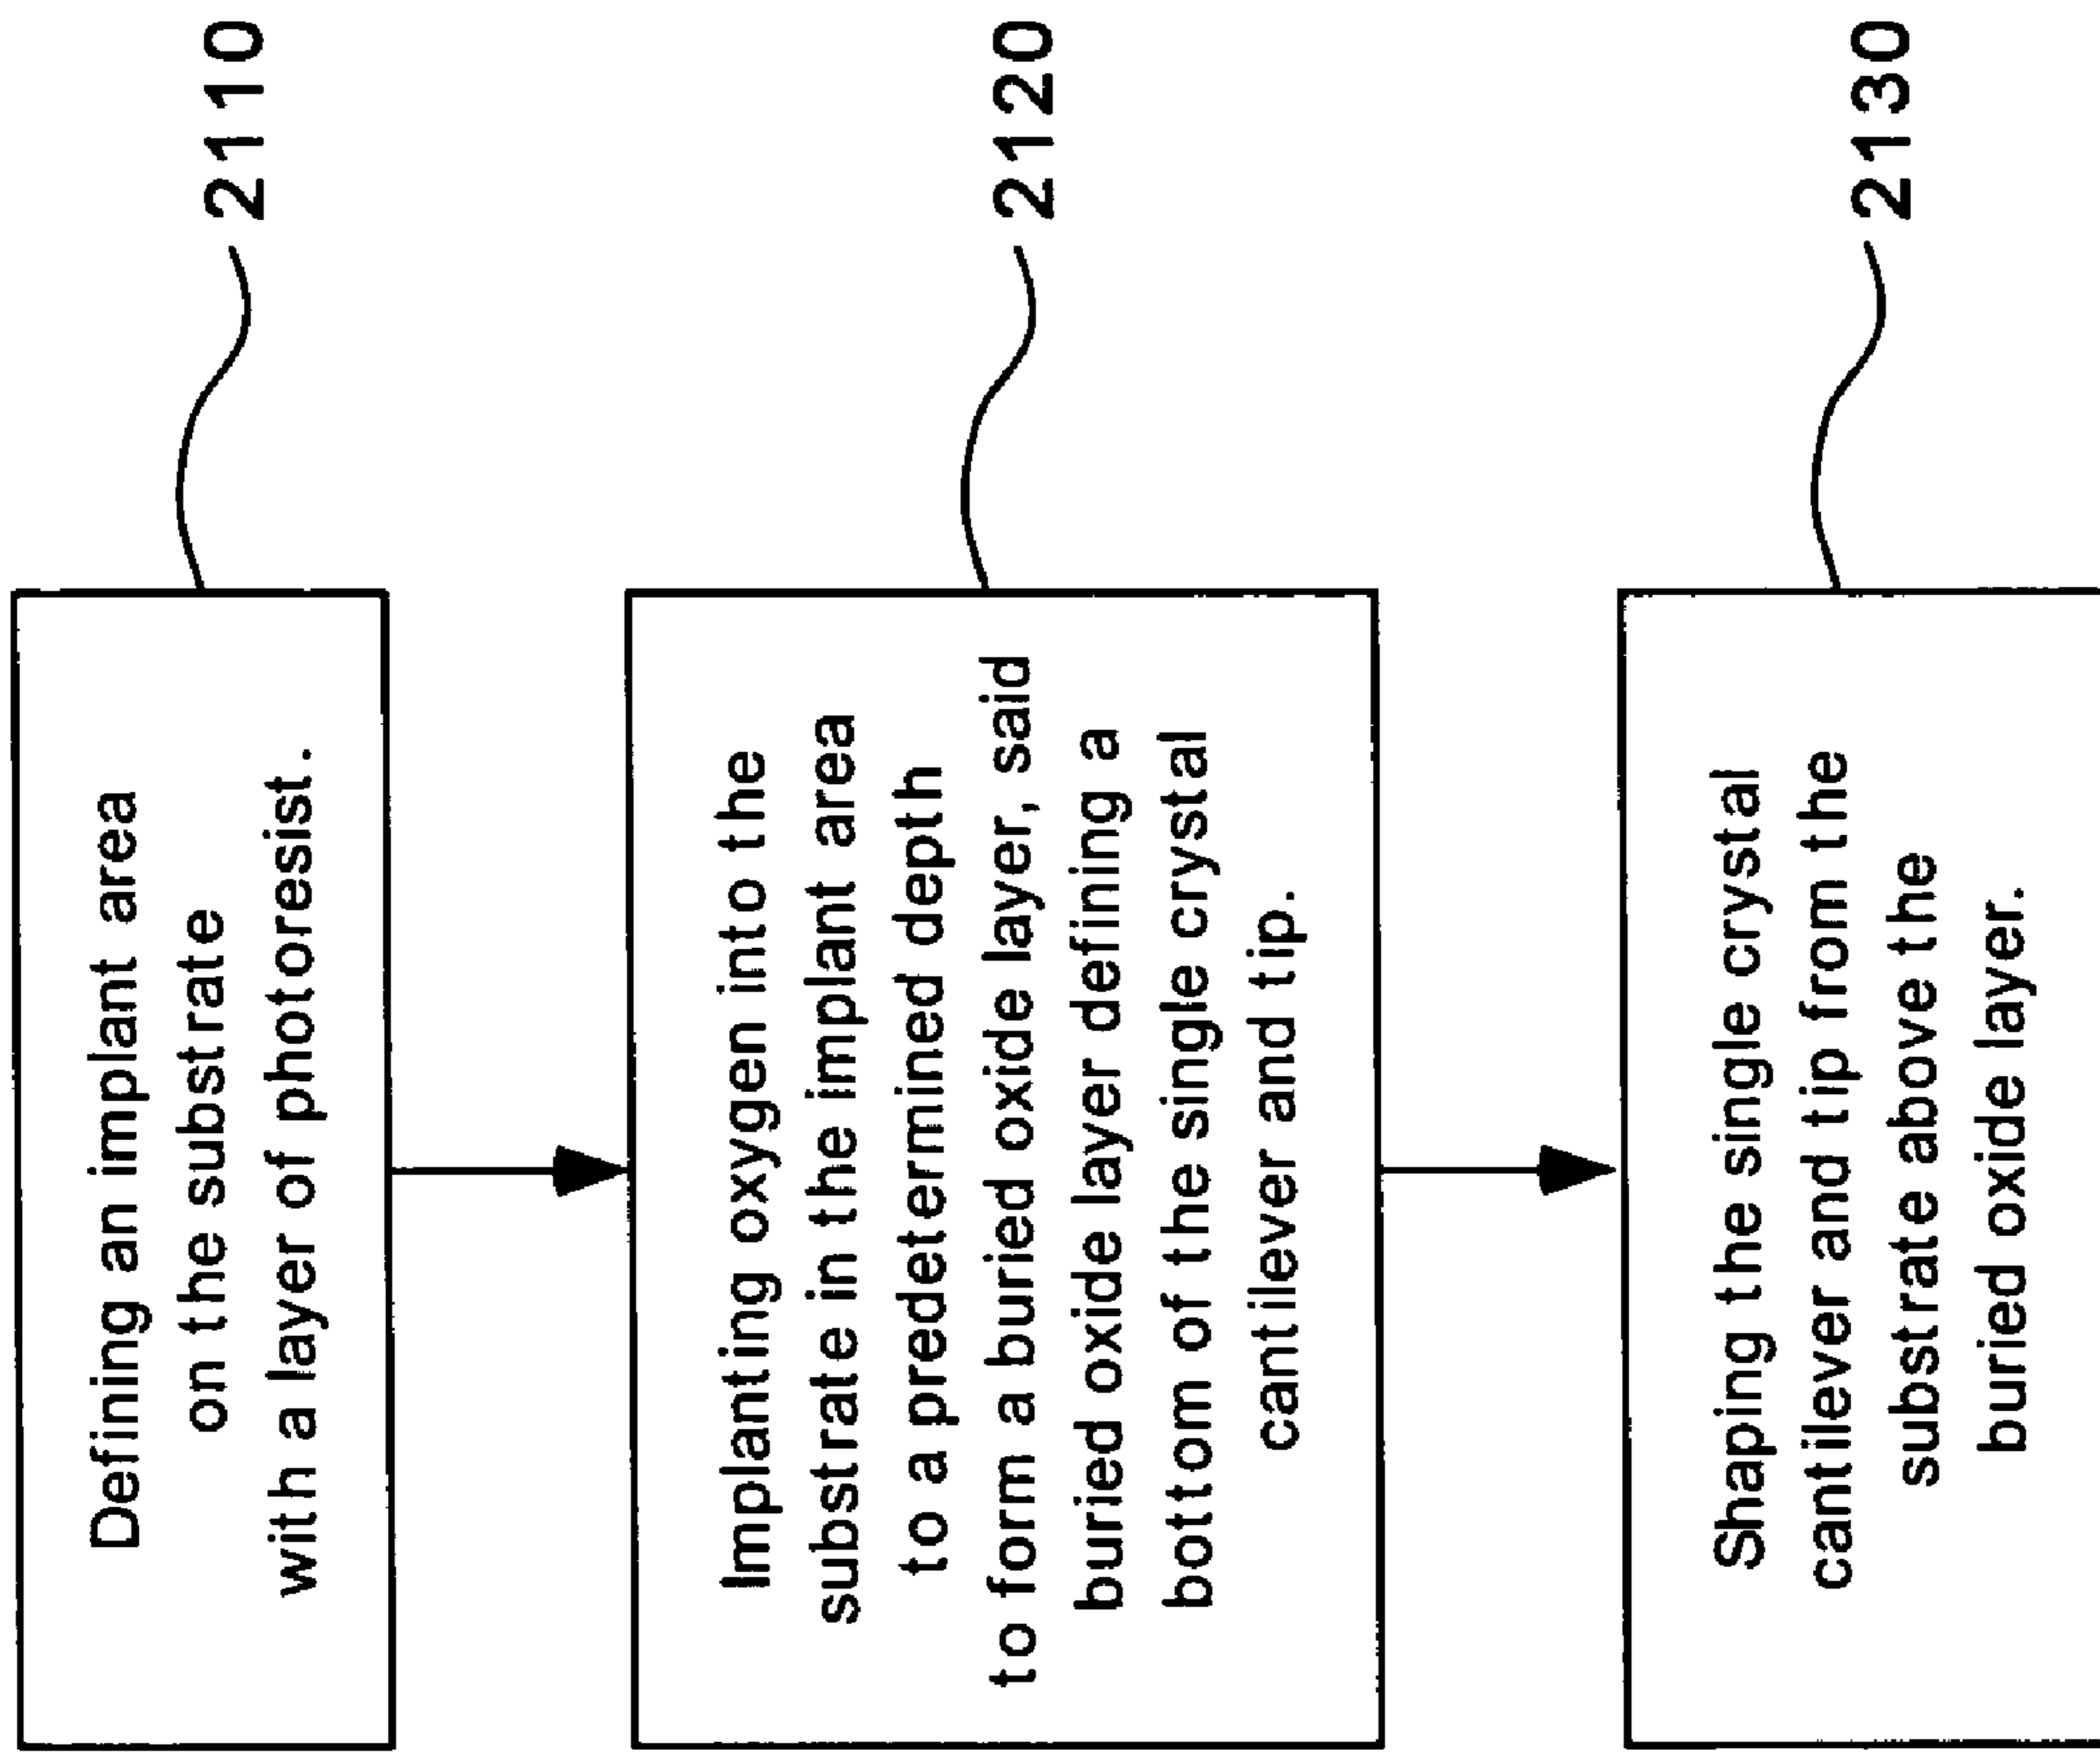 Defining an implant area
on the substrate
with a layer of photoresist.
2110
Implanting oxygen into the
substrate in the implant area
to a predetermined depth
to form a buried oxide layer, said
buried oxide layer defining a
bottom of the single crystal
cantilever and tip.
2120
Shaping the single crystal
cantilever and tip from the
substrate above the
buried oxide layer.
2130